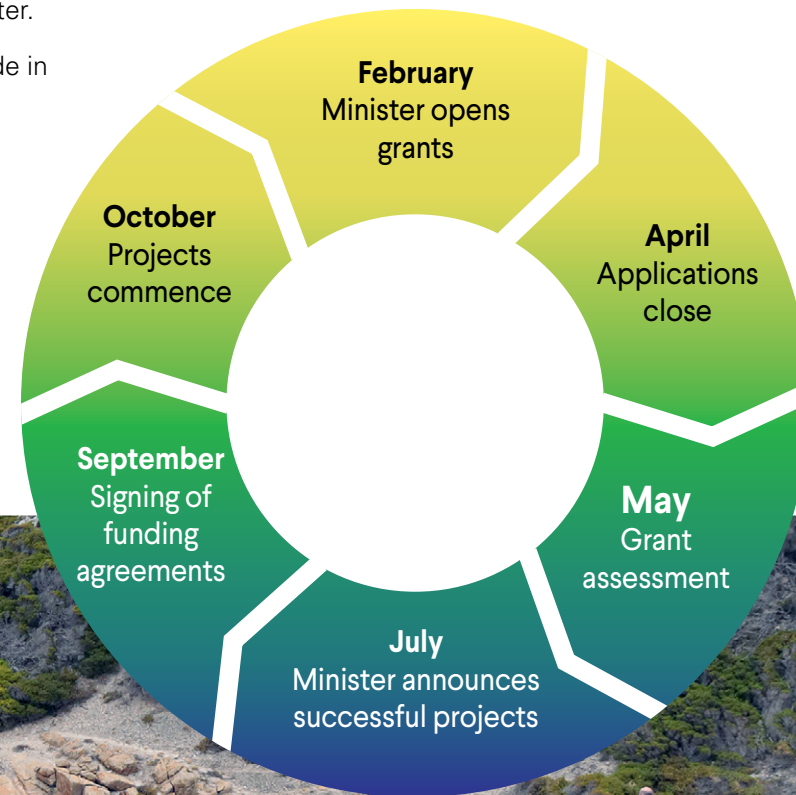 ter.
de in
February
Minister opens
grants
April
Applications
close
May
Grant
assessment
July
Minister announces
successful projects
September
Signing of
funding
agreements
October
Projects
commence